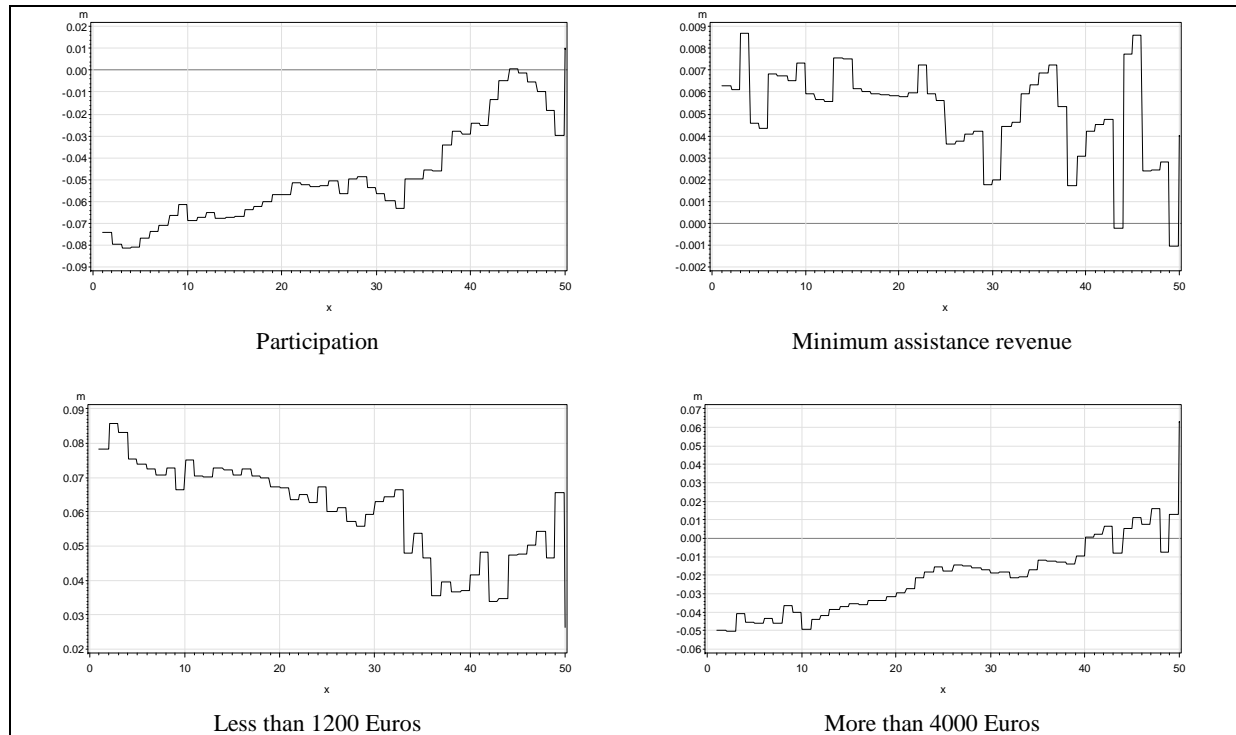 m
0.02
0.01
0.00
-0.01
-0.02
-0.03
-0.04
-0.05
-0.06
-0.07
-0.08
-0.09
0 10 20 30 40 50
x
Participation
m
0.009
0.008
0.007
0.006
0.005
0.004
0.003
0.002
0.001
0.000
-0.001
-0.002
0 10 20 30 40 50
x
Minimum assistance revenue
m
0.09
0.08
0.07
0.06
0.05
0.04
0.03
0.02
0 10 20 30 40 50
x
Less than 1200 Euros
m
0.07
0.06
0.05
0.04
0.03
0.02
0.01
0.00
-0.01
-0.02
-0.03
-0.04
-0.05
-0.06
0 10 20 30 40 50
x
More than 4000 Euros